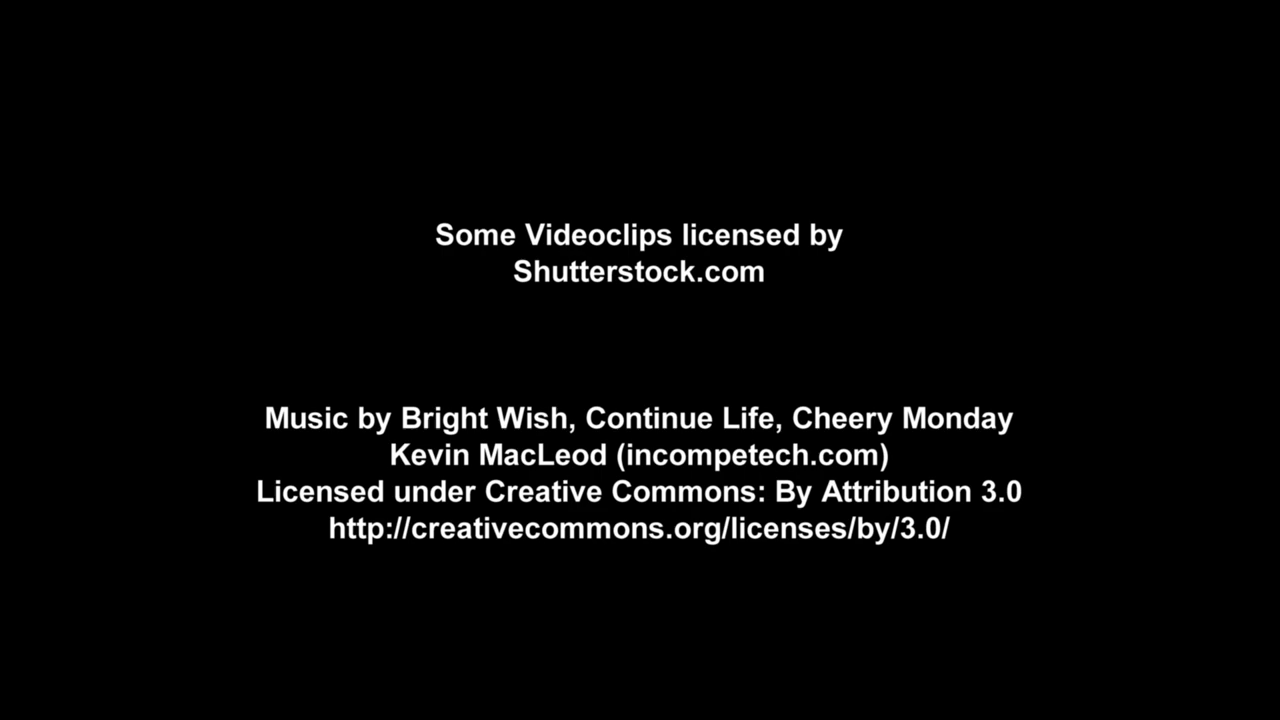 Some Videoclips licensed by
Shutterstock.com
Music by Bright Wish, Continue Life, Cheery Monday
Kevin MacLeod (incompetech.com)
Licensed under Creative Commons: By Attribution 3.0
http://creativecommons.org/licenses/by/3.0/